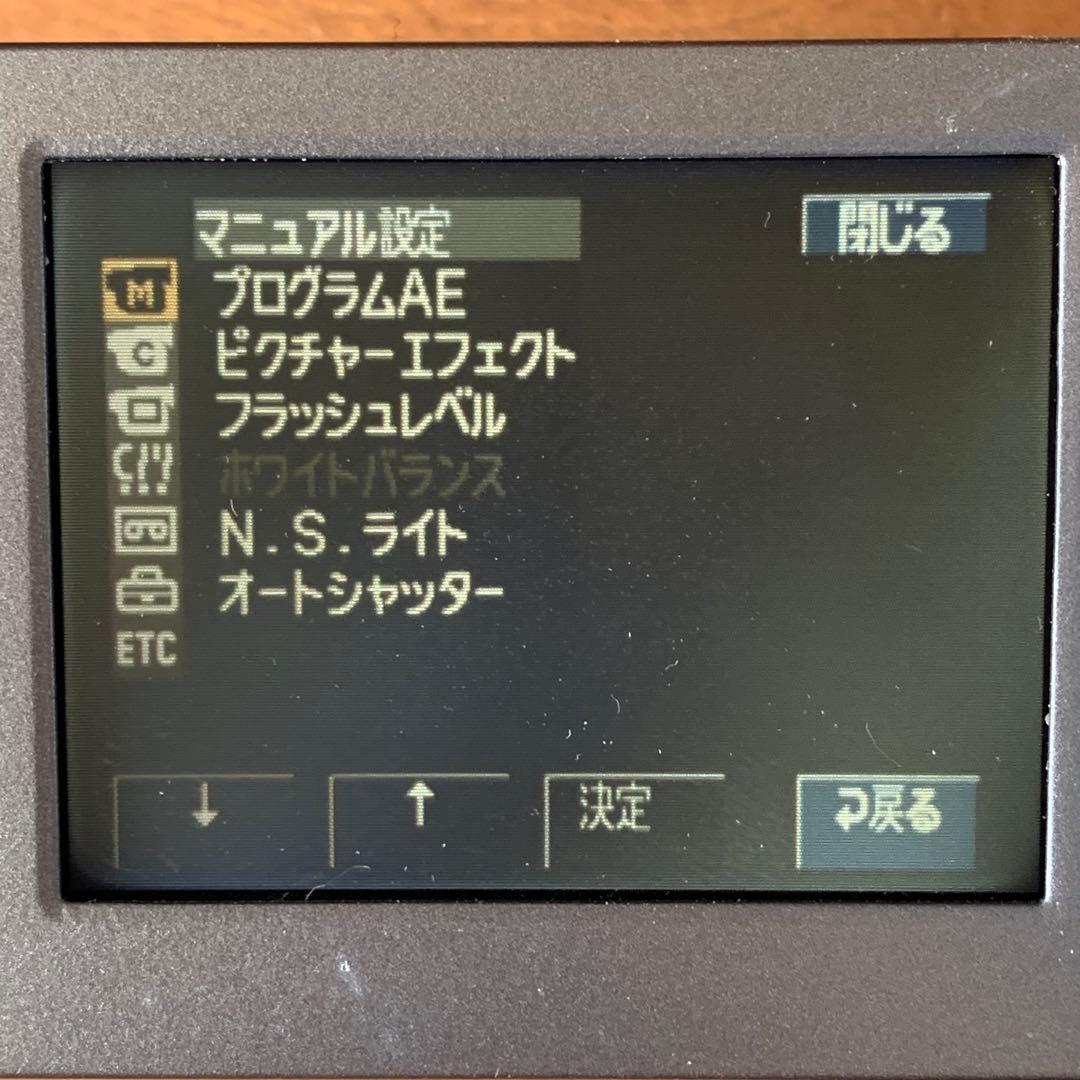 マニュアル設定
閉じる
M
プログラムAE
C
ピクチャーエフェクト
フラッシュレベル
ホワイトバランス
N.S.ライト
オートシャッター
ETC
↓
↑
決定
⮌戻る